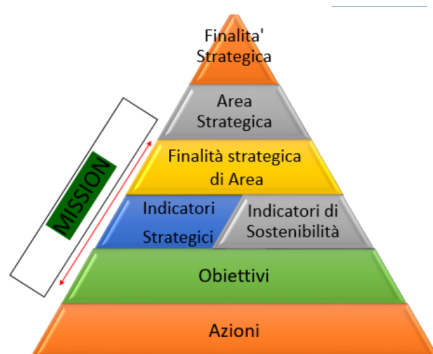 Finalita'
Strategica
Area
Strategica
Finalità strategica
di Area
MISSION
Indicatori
Strategici
Indicatori di
Sostenibilità
Obiettivi
Azioni